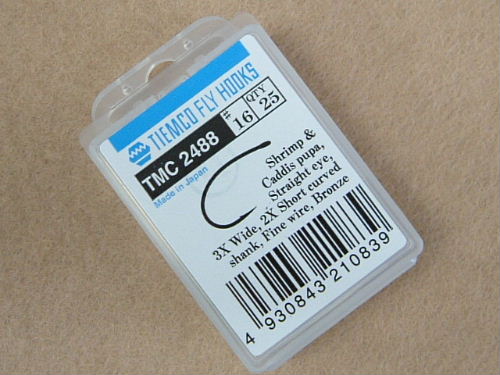 TIEMCO FLY HOOKS
TMC 2488
# 16
QTY 25
Made in Japan
Shrimp &
Caddis pupa,
Straight eye,
3X Wide, 2X Short curved
shank, Fine wire, Bronze
4 930843 210839